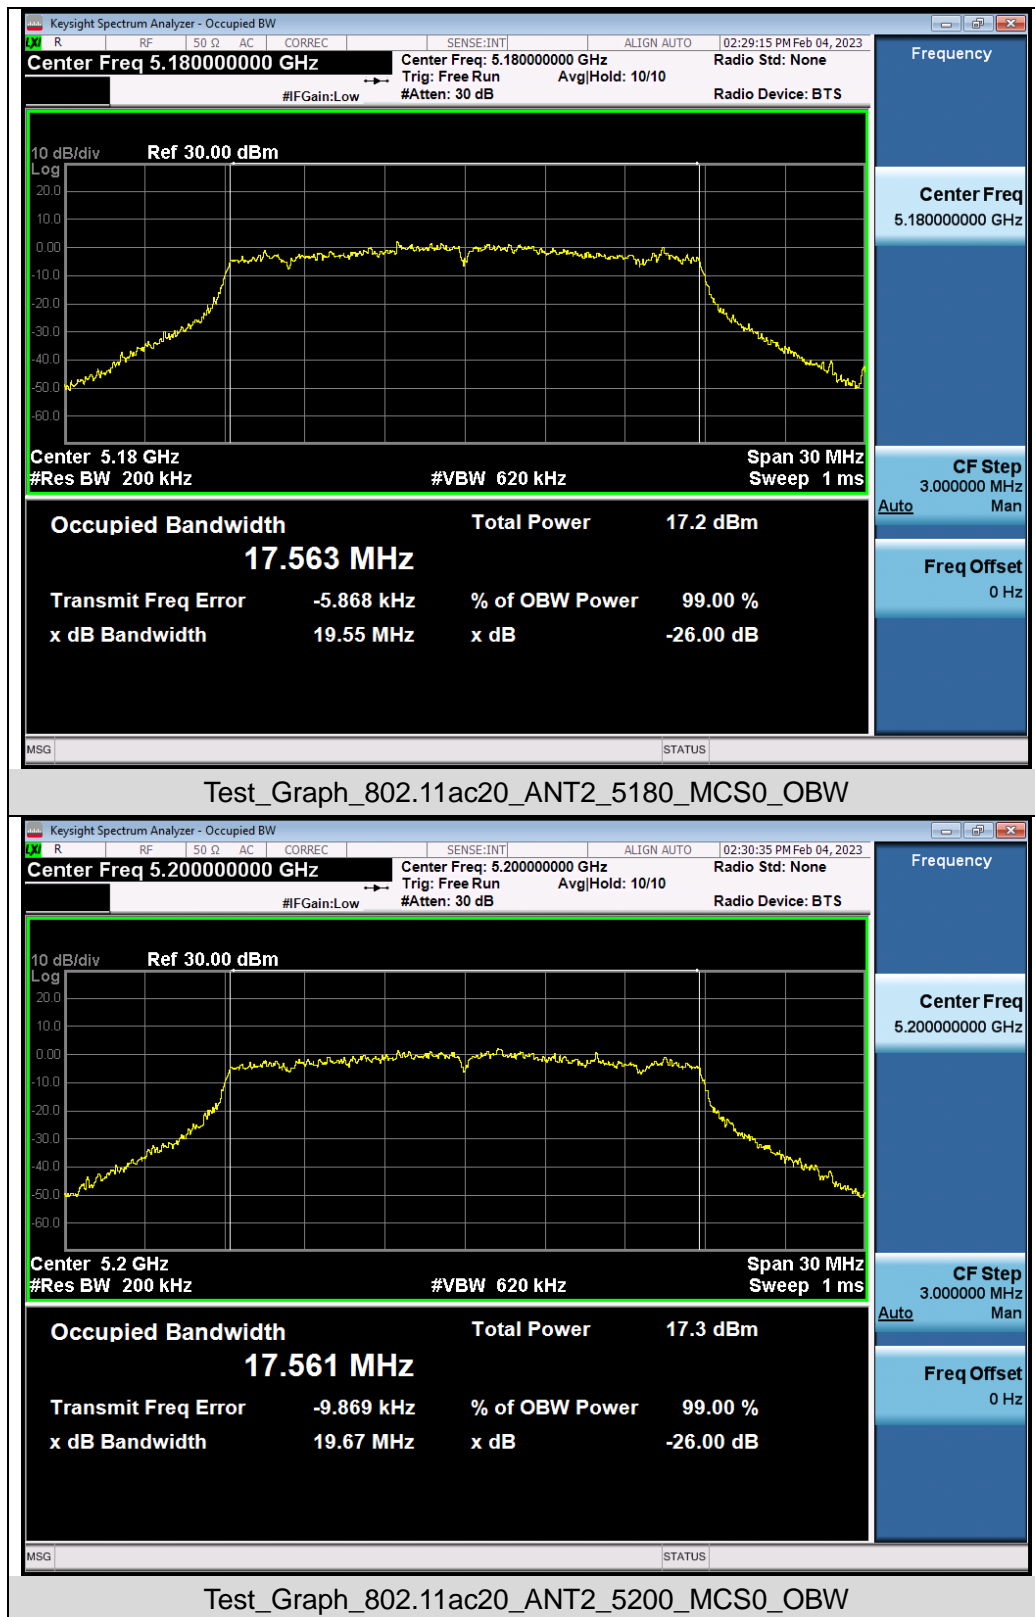 Keysight Spectrum Analyzer - Occupied BW
LXI R RF 50 Ω AC CORREC SENSE:INT ALIGN AUTO 02:29:15 PM Feb 04, 2023
Center Freq 5.180000000 GHz Center Freq: 5.180000000 GHz Radio Std: None Frequency
Trig: Free Run Avg|Hold: 10/10
#IFGain:Low #Atten: 30 dB Radio Device: BTS
10 dB/div Ref 30.00 dBm
Log
20.0
10.0
0.00
-10.0
-20.0
-30.0
-40.0
-50.0
-60.0
Center Freq
5.180000000 GHz
Center 5.18 GHz Span 30 MHz
#Res BW 200 kHz #VBW 620 kHz Sweep 1 ms
CF Step
3.000000 MHz
Auto Man
Freq Offset
0 Hz
Occupied Bandwidth Total Power 17.2 dBm
17.563 MHz
Transmit Freq Error -5.868 kHz % of OBW Power 99.00 %
x dB Bandwidth 19.55 MHz x dB -26.00 dB
MSG STATUS
Test_Graph_802.11ac20_ANT2_5180_MCS0_OBW
Keysight Spectrum Analyzer - Occupied BW
LXI R RF 50 Ω AC CORREC SENSE:INT ALIGN AUTO 02:30:35 PM Feb 04, 2023
Center Freq 5.200000000 GHz Center Freq: 5.200000000 GHz Radio Std: None Frequency
Trig: Free Run Avg|Hold: 10/10
#IFGain:Low #Atten: 30 dB Radio Device: BTS
10 dB/div Ref 30.00 dBm
Log
20.0
10.0
0.00
-10.0
-20.0
-30.0
-40.0
-50.0
-60.0
Center Freq
5.200000000 GHz
Center 5.2 GHz Span 30 MHz
#Res BW 200 kHz #VBW 620 kHz Sweep 1 ms
CF Step
3.000000 MHz
Auto Man
Freq Offset
0 Hz
Occupied Bandwidth Total Power 17.3 dBm
17.561 MHz
Transmit Freq Error -9.869 kHz % of OBW Power 99.00 %
x dB Bandwidth 19.67 MHz x dB -26.00 dB
MSG STATUS
Test_Graph_802.11ac20_ANT2_5200_MCS0_OBW